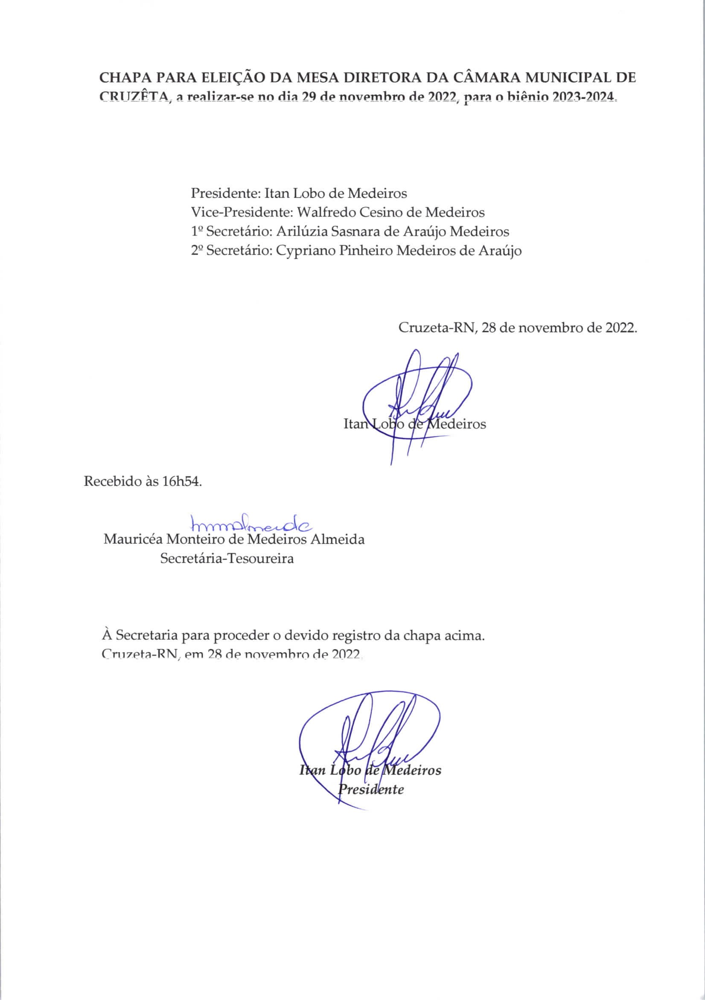 CHAPA PARA ELEIÇÃO DA MESA DIRETORA DA CÂMARA MUNICIPAL DE
CRUZÊTA, a realizar-se no dia 29 de novembro de 2022, para o biênio 2023-2024.
Presidente: Itan Lobo de Medeiros
Vice-Presidente: Walfredo Cesino de Medeiros
1º Secretário: Arilúzia Sasnara de Araújo Medeiros
2º Secretário: Cypriano Pinheiro Medeiros de Araújo
Cruzeta-RN, 28 de novembro de 2022.
Itan Lobo de Medeiros
Recebido às 16h54.
Mauricéa Monteiro de Medeiros Almeida
Secretária-Tesoureira
À Secretaria para proceder o devido registro da chapa acima.
Cruzeta-RN, em 28 de novembro de 2022.
Itan Lobo de Medeiros
Presidente